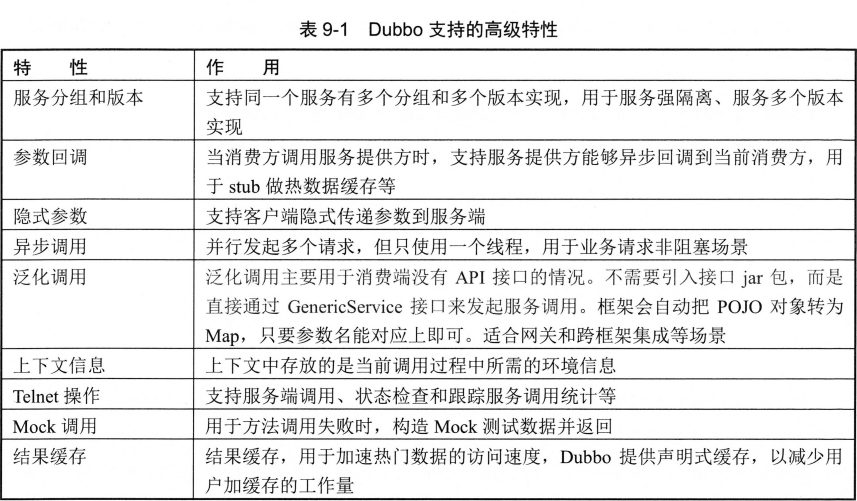 表 9-1 Dubbo 支持的高级特性
特 性 作 用
服务分组和版本 支持同一个服务有多个分组和多个版本实现，用于服务强隔离、服务多个版本
实现
参数回调 当消费方调用服务提供方时，支持服务提供方能够异步回调到当前消费方，用
于 stub 做热数据缓存等
隐式参数 支持客户端隐式传递参数到服务端
异步调用 并行发起多个请求，但只使用一个线程，用于业务请求非阻塞场景
泛化调用 泛化调用主要用于消费端没有 API 接口的情况。不需要引入接口 jar 包，而是
直接通过 GenericService 接口来发起服务调用。框架会自动把 POJO 对象转为
Map，只要参数名能对应上即可。适合网关和跨框架集成等场景
上下文信息 上下文中存放的是当前调用过程中所需的环境信息
Telnet 操作 支持服务端调用、状态检查和跟踪服务调用统计等
Mock 调用 用于方法调用失败时，构造 Mock 测试数据并返回
结果缓存 结果缓存，用于加速热门数据的访问速度，Dubbo 提供声明式缓存，以减少用
户加缓存的工作量